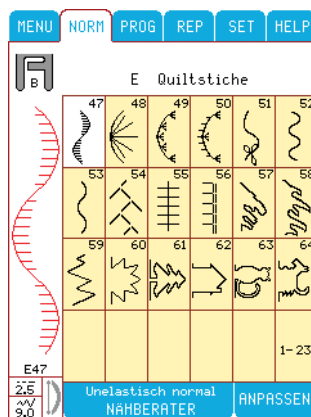 MENU NORM PROG REP SET HELP
B
E Quiltstiche
47 48 49 50 51 52
53 54 55 56 57 58
59 60 61 62 63 64
1-23
E47
2.5
9.0
Unelastisch normal
NÄHBERATER
ANPASSEN